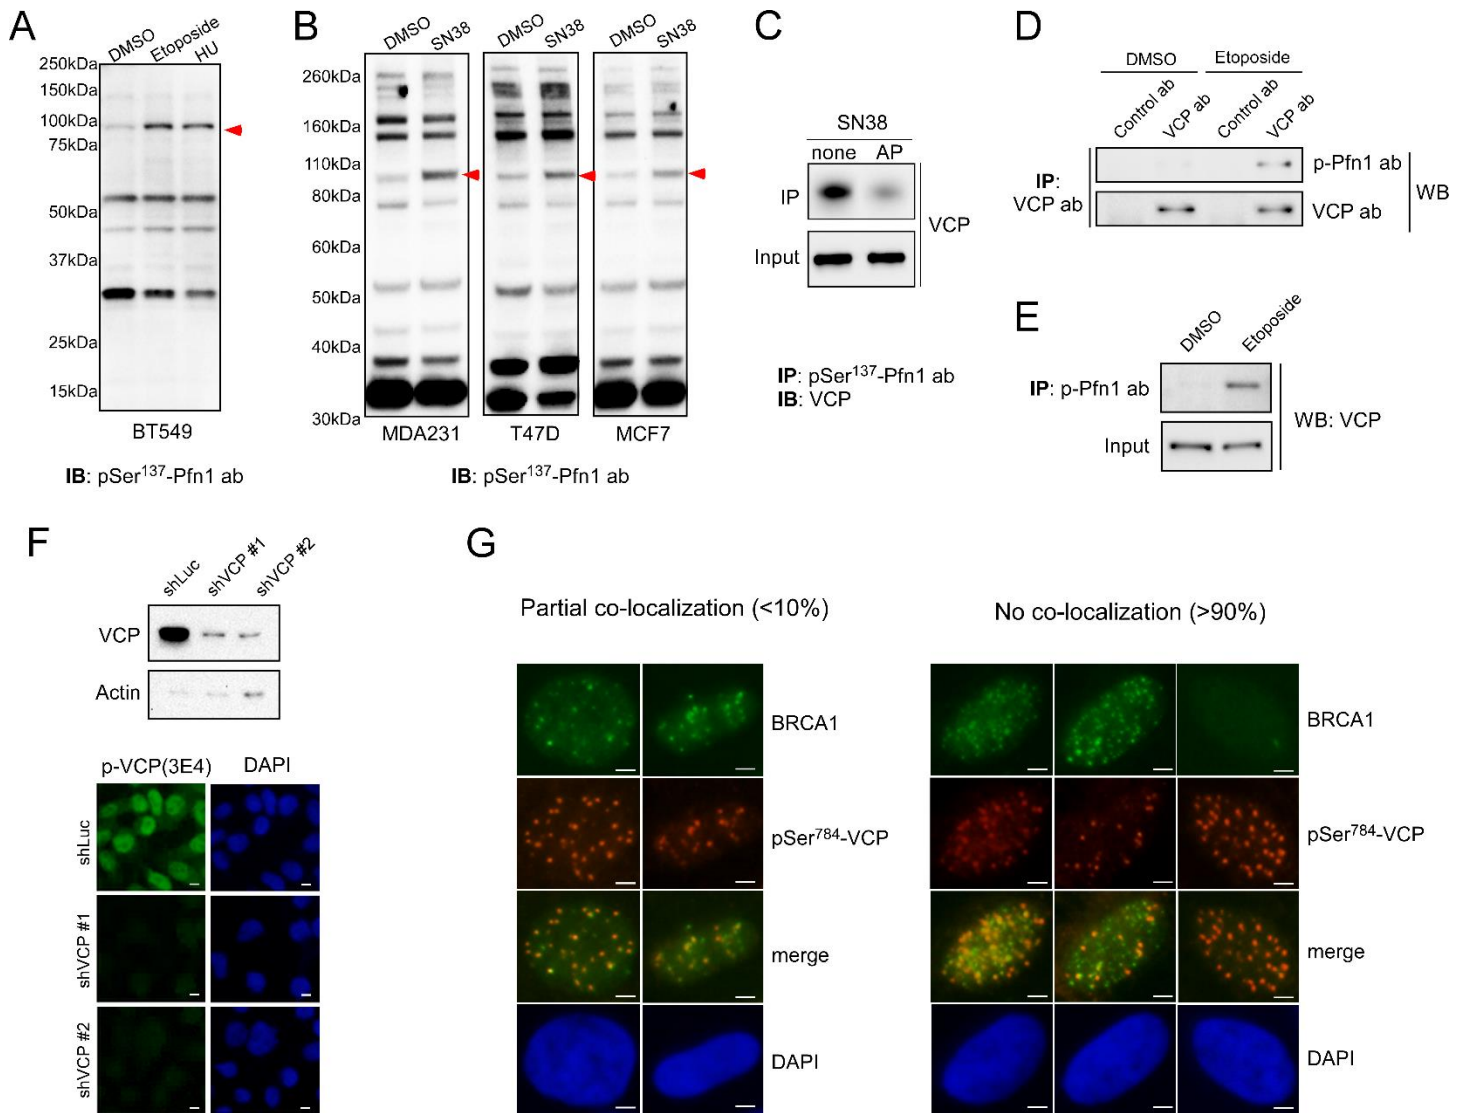 A
DMSO
Etoposide
HU
250kDa
150kDa
100kDa
75kDa
50kDa
37kDa
25kDa
15kDa
BT549
IB: pSer137-Pfn1 ab
B
DMSO
SN38
DMSO
SN38
DMSO
SN38
260kDa
160kDa
110kDa
80kDa
60kDa
50kDa
40kDa
30kDa
MDA231
T47D
MCF7
IB: pSer137-Pfn1 ab
C
SN38
none AP
IP
Input
VCP
IP: pSer137-Pfn1 ab
IB: VCP
D
DMSO
Etoposide
Control ab
VCP ab
Control ab
VCP ab
IP:
VCP ab
p-Pfn1 ab
VCP ab
WB
E
DMSO
Etoposide
IP: p-Pfn1 ab
Input
WB: VCP
F
shLuc
shVCP #1
shVCP #2
VCP
Actin
p-VCP(3E4)
DAPI
shLuc
shVCP #1
shVCP #2
G
Partial co-localization (<10%)
BRCA1
pSer784-VCP
merge
DAPI
No co-localization (>90%)
BRCA1
pSer784-VCP
merge
DAPI